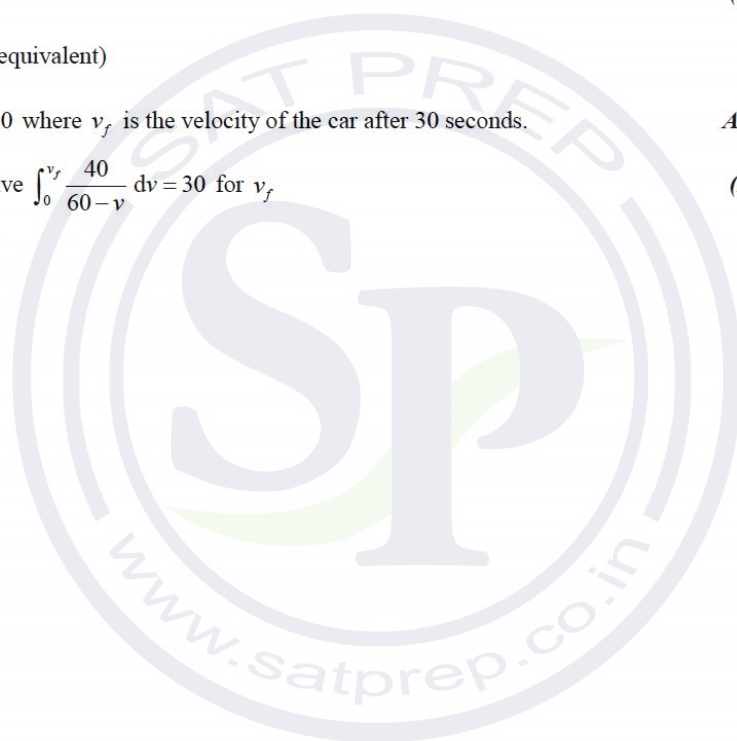 equivalent)
0 where v_f is the velocity of the car after 30 seconds.
A
ve ∫_0^{v_f} 40/(60−v) dv = 30 for v_f
(
SAT PREP
SP
www.satprep.co.in